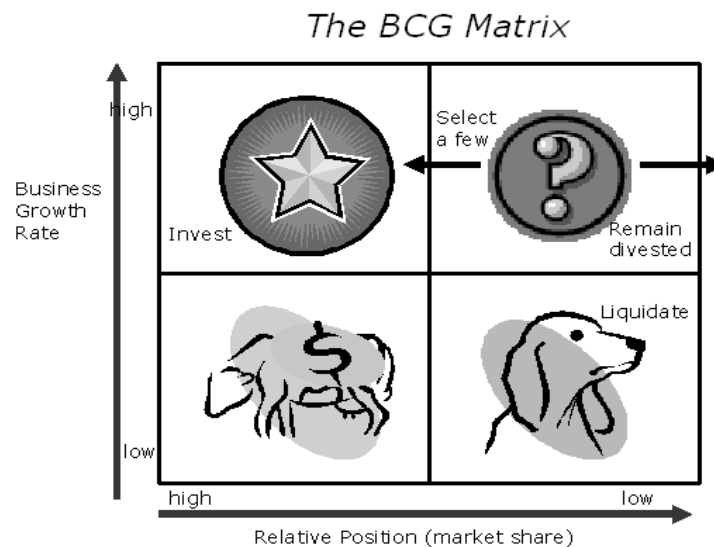 The BCG Matrix
high
Select
a few
Business
Growth
Rate
Invest
?
Remain
divested
Liquidate
$
low
high
low
Relative Position (market share)